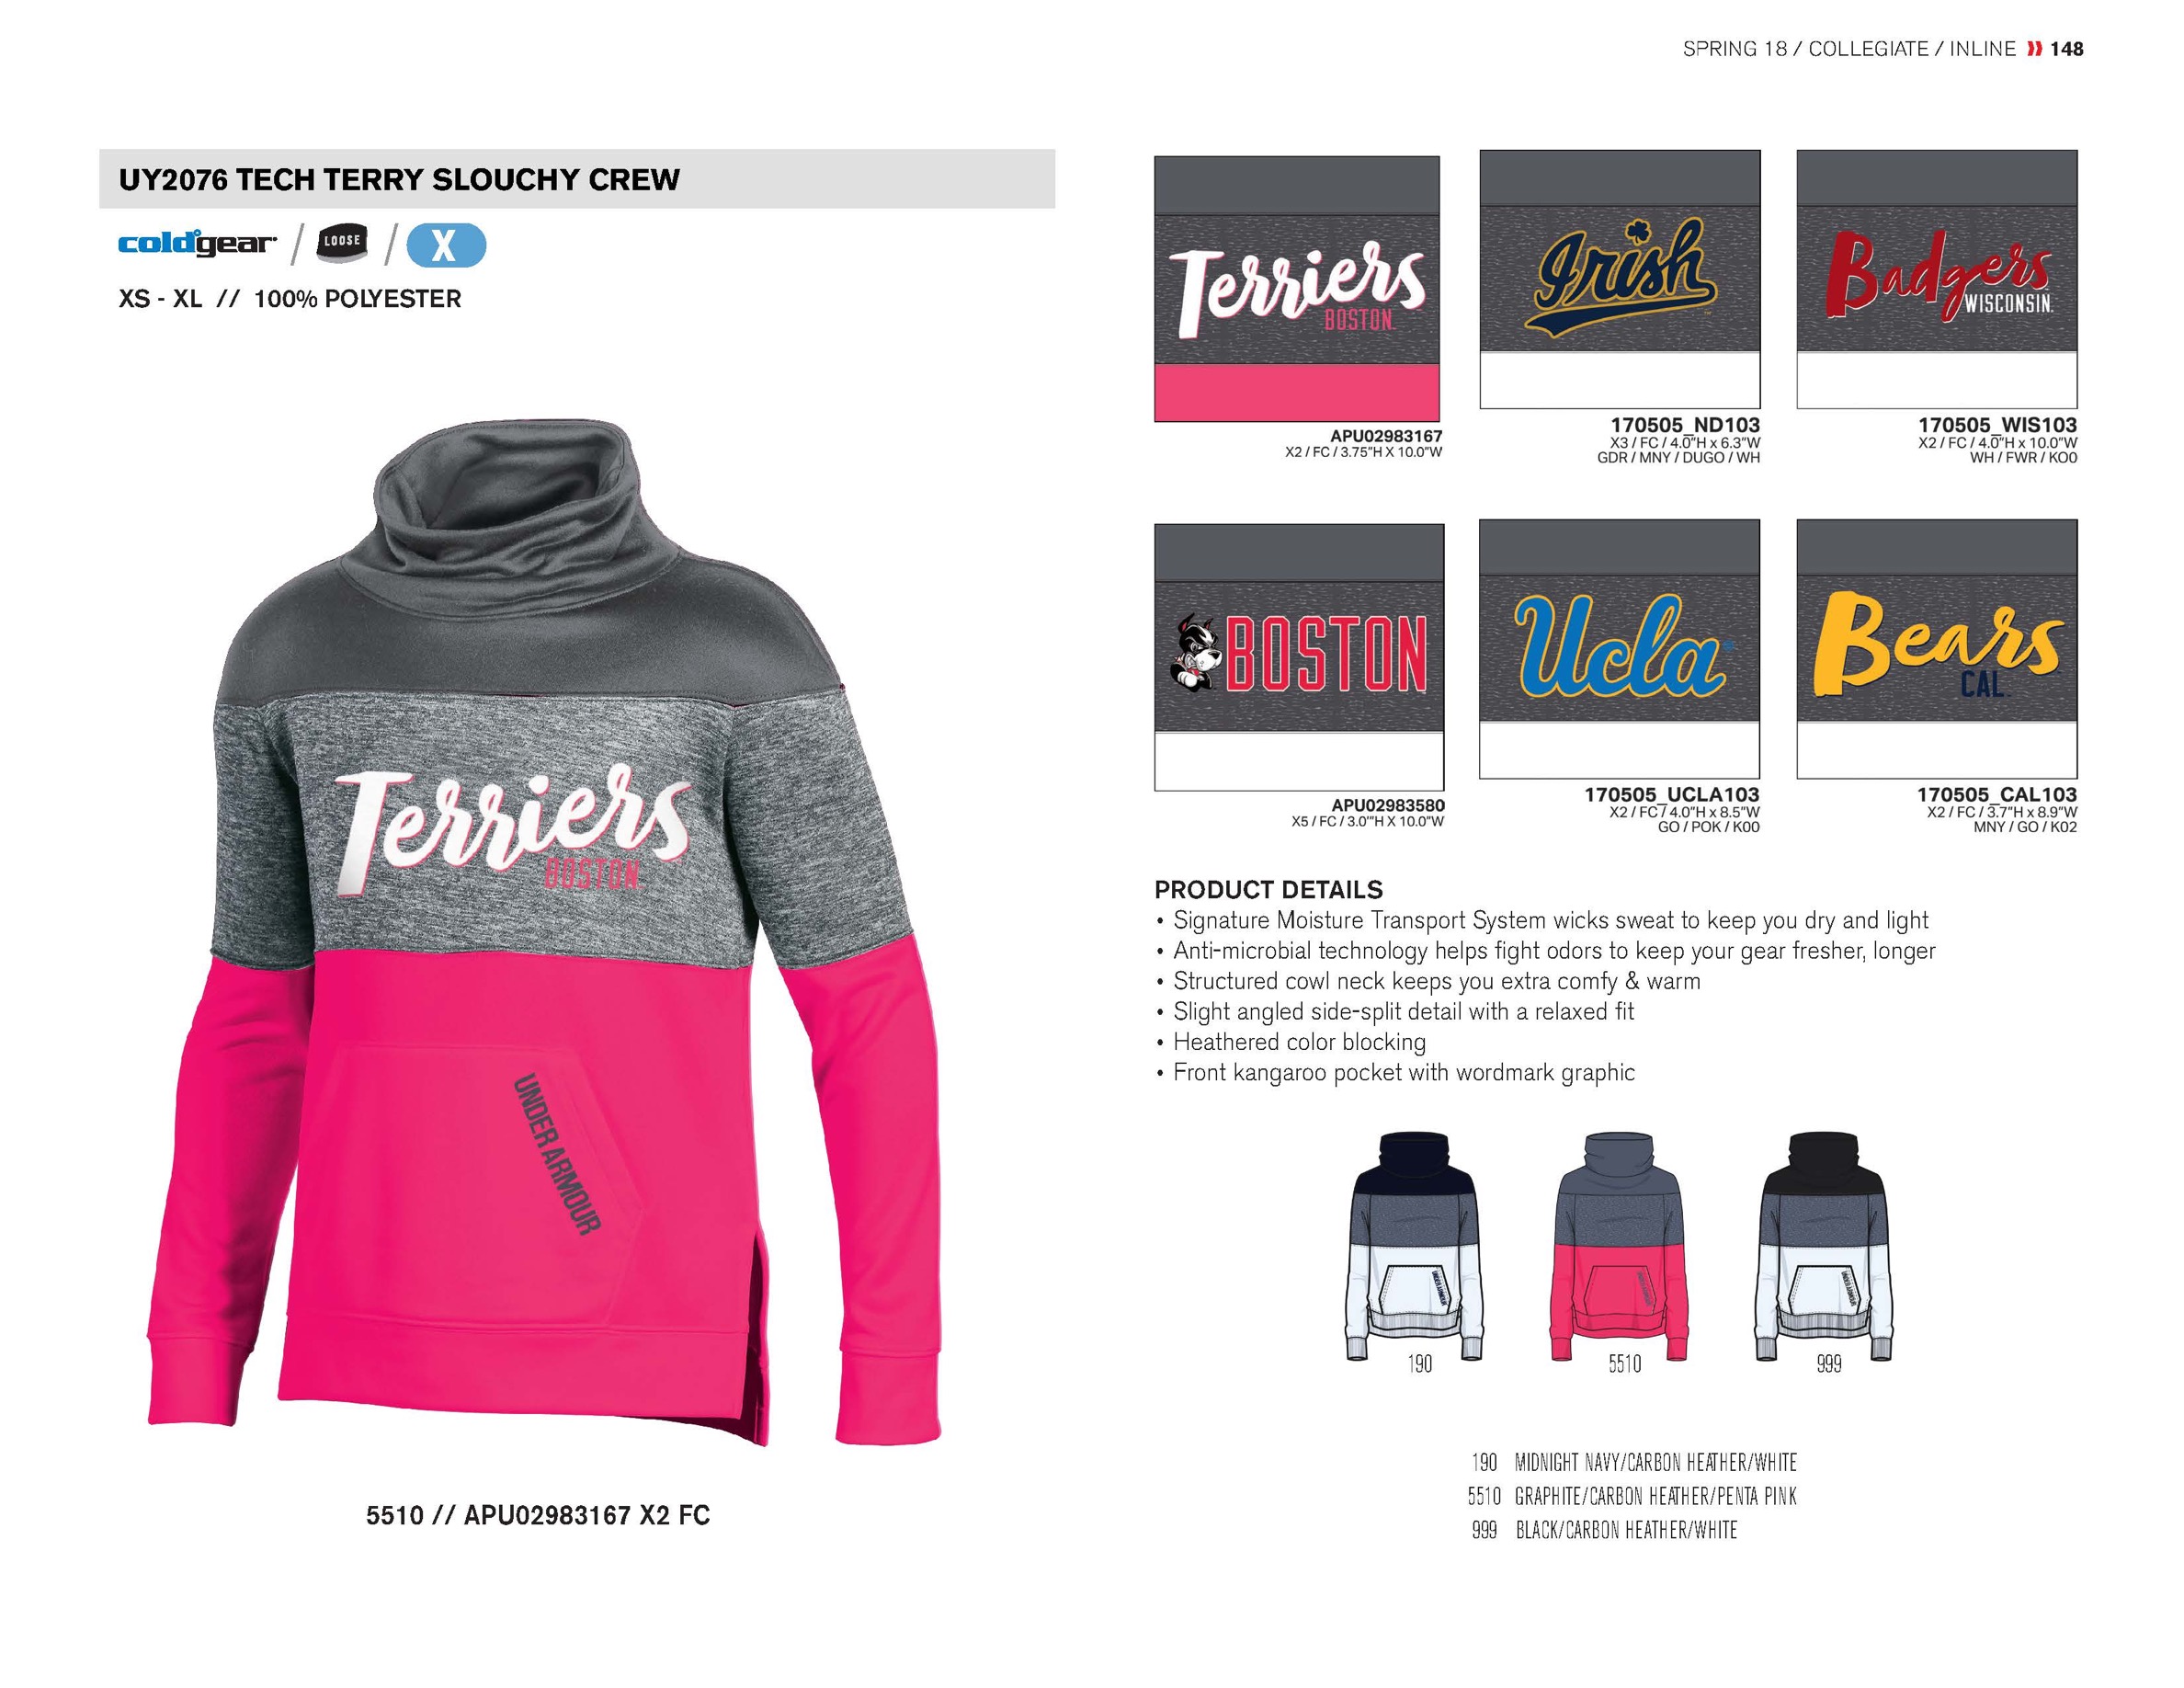 SPRING 18 / COLLEGIATE / INLINE 148
UY2076 TECH TERRY SLOUCHY CREW
coldgear / LOOSE / X
XS - XL // 100% POLYESTER
Terriers
BOSTON
UNDER ARMOUR
5510 // APU02983167 X2 FC
Terriers
BOSTON
APU02983167
X2 / FC / 3.75"H X 10.0"W
Irish
170505_ND103
X3 / FC / 4.0"H x 6.3"W
GDR / MNY / DUGO / WH
Badgers
WISCONSIN
170505_WIS103
X2 / FC / 4.0"H x 10.0"W
WH / FWR / KO0
BOSTON
APU02983580
X5 / FC / 3.0'"H X 10.0"W
Ucla
170505_UCLA103
X2 / FC / 4.0"H x 8.5"W
GO / POK / K00
Bears
CAL
170505_CAL103
X2 / FC / 3.7"H x 8.9"W
MNY / GO / K02
PRODUCT DETAILS
• Signature Moisture Transport System wicks sweat to keep you dry and light
• Anti-microbial technology helps fight odors to keep your gear fresher, longer
• Structured cowl neck keeps you extra comfy & warm
• Slight angled side-split detail with a relaxed fit
• Heathered color blocking
• Front kangaroo pocket with wordmark graphic
UNDER ARMOUR
UNDER ARMOUR
UNDER ARMOUR
190
5510
999
190 MIDNIGHT NAVY/CARBON HEATHER/WHITE
5510 GRAPHITE/CARBON HEATHER/PENTA PINK
999 BLACK/CARBON HEATHER/WHITE